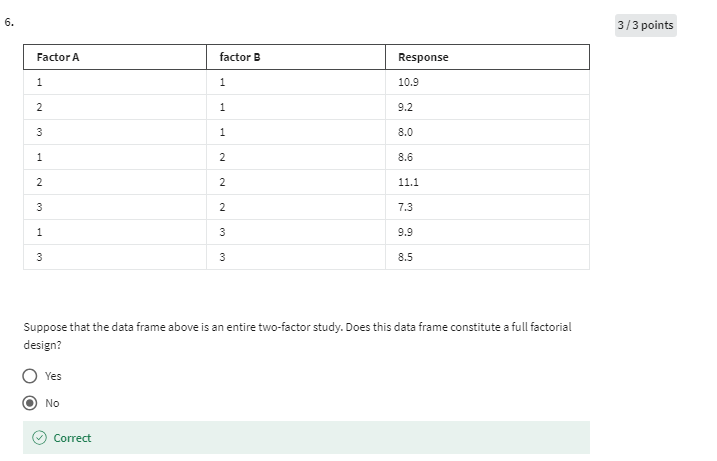 6.
3 / 3 points
Factor A factor B Response
1 1 10.9
2 1 9.2
3 1 8.0
1 2 8.6
2 2 11.1
3 2 7.3
1 3 9.9
3 3 8.5
Suppose that the data frame above is an entire two-factor study. Does this data frame constitute a full factorial
design?
Yes
No
Correct